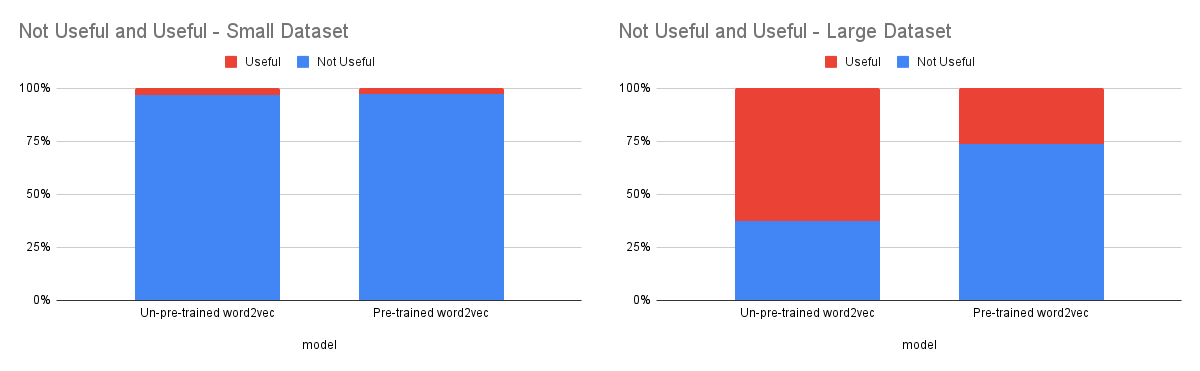 Not Useful and Useful - Small Dataset
Useful Not Useful
100%
75%
50%
25%
0%
Un-pre-trained word2vec Pre-trained word2vec
model
Not Useful and Useful - Large Dataset
Useful Not Useful
100%
75%
50%
25%
0%
Un-pre-trained word2vec Pre-trained word2vec
model